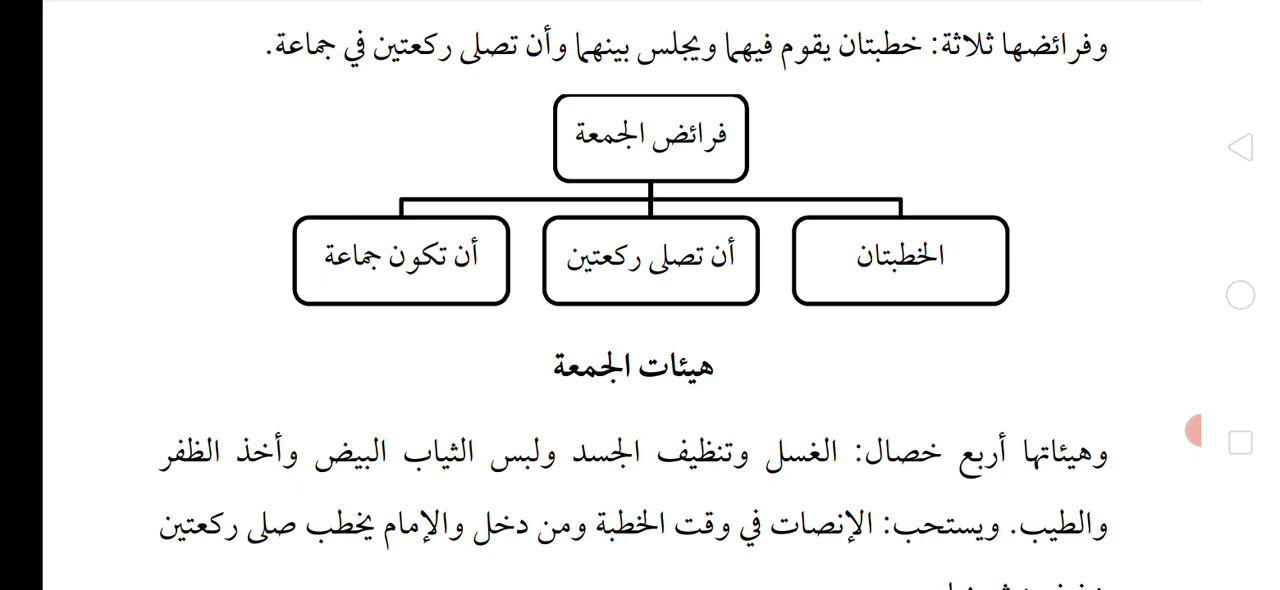 وفرائضها ثلاثة: خطبتان يقوم فيهما ويجلس بينهما وأن تصلى ركعتين في جماعة.
فرائض الجمعة
الخطبتان
أن تصلى ركعتين
أن تكون جماعة
هيئات الجمعة
وهيئاتها أربع خصال: الغسل وتنظيف الجسد ولبس الثياب البيض وأخذ الظفر
والطيب. ويستحب: الإنصات في وقت الخطبة ومن دخل والإمام يخطب صلى ركعتين